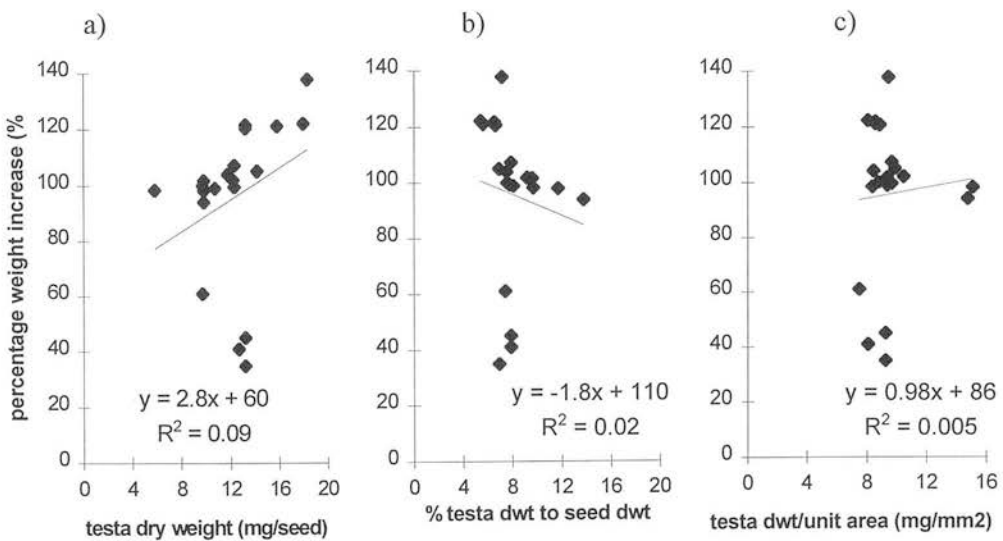 a)
b)
c)
percentage weight increase (%
140
120
100
80
60
40
20
0
y = 2.8x + 60
R² = 0.09
0 4 8 12 16 20
testa dry weight (mg/seed)
140
120
100
80
60
40
20
0
y = -1.8x + 110
R² = 0.02
0 4 8 12 16 20
% testa dwt to seed dwt
140
120
100
80
60
40
20
0
y = 0.98x + 86
R² = 0.005
0 4 8 12 16 20
testa dwt/unit area (mg/mm2)